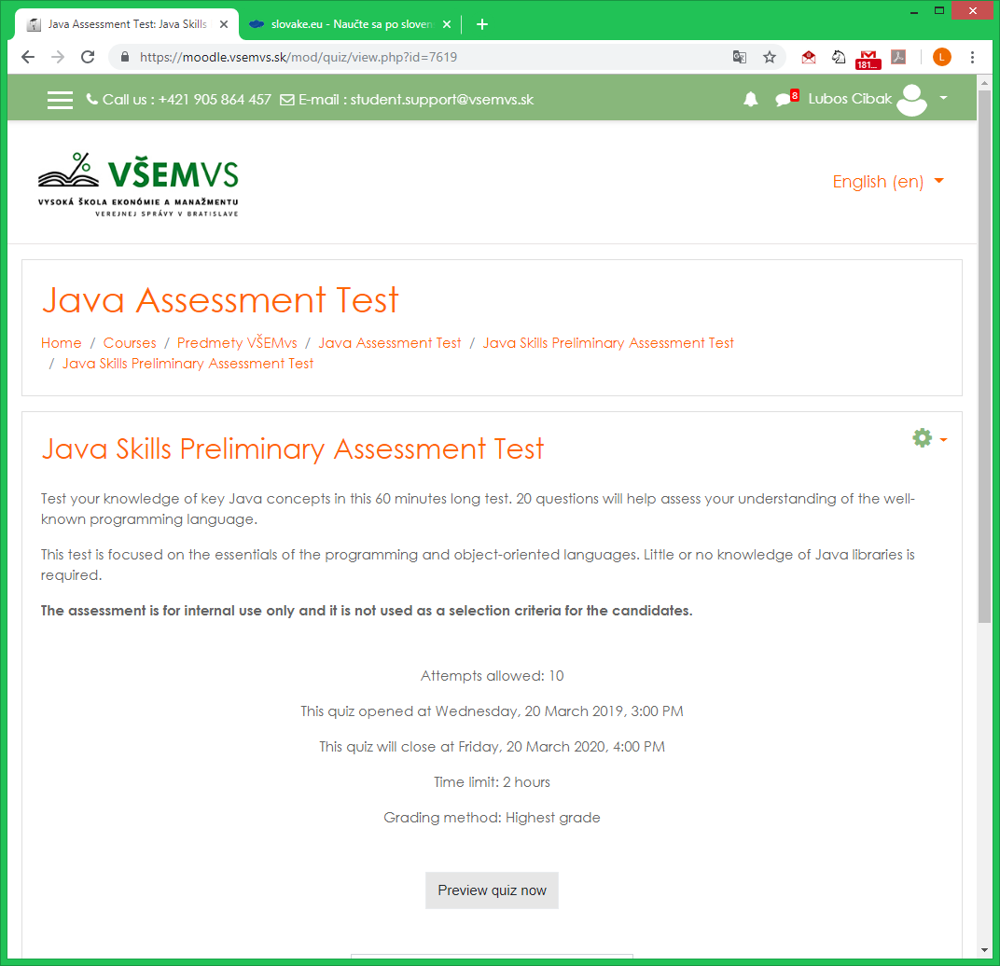 Java Assessment Test: Java Skills
slovake.eu - Naučte sa po sloven
https://moodle.vsemvs.sk/mod/quiz/view.php?id=7619
181...
L
Call us : +421 905 864 457 E-mail : student.support@vsemvs.sk
8
Lubos Cibak
VŠEMVS
VYSOKÁ ŠKOLA EKONÓMIE A MANAŽMENTU
VEREJNEJ SPRÁVY V BRATISLAVE
English (en)
Java Assessment Test
Home / Courses / Predmety VŠEMvs / Java Assessment Test / Java Skills Preliminary Assessment Test
/ Java Skills Preliminary Assessment Test
Java Skills Preliminary Assessment Test
Test your knowledge of key Java concepts in this 60 minutes long test. 20 questions will help assess your understanding of the well-
known programming language.
This test is focused on the essentials of the programming and object-oriented languages. Little or no knowledge of Java libraries is
required.
The assessment is for internal use only and it is not used as a selection criteria for the candidates.
Attempts allowed: 10
This quiz opened at Wednesday, 20 March 2019, 3:00 PM
This quiz will close at Friday, 20 March 2020, 4:00 PM
Time limit: 2 hours
Grading method: Highest grade
Preview quiz now